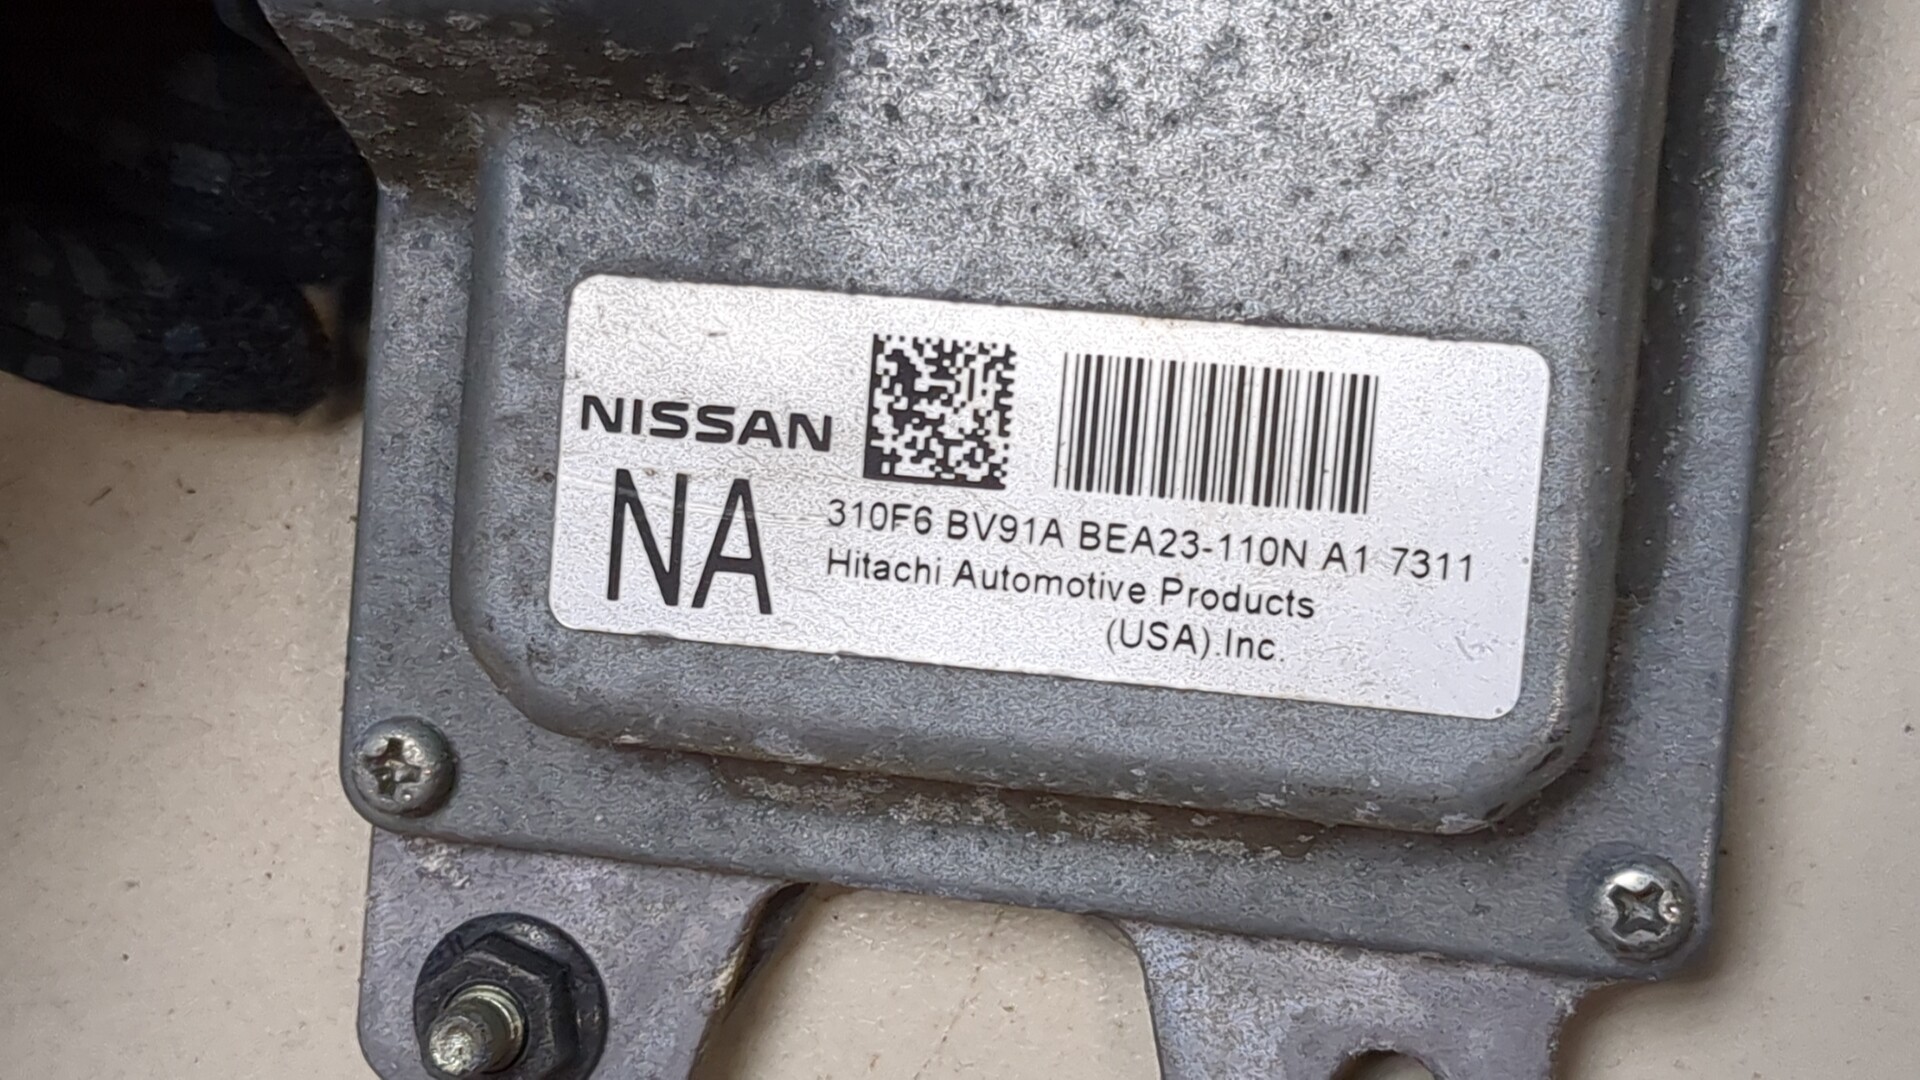 NISSAN
NA
310F6 BV91A BEA23-110N A1 7311
Hitachi Automotive Products
(USA).Inc.